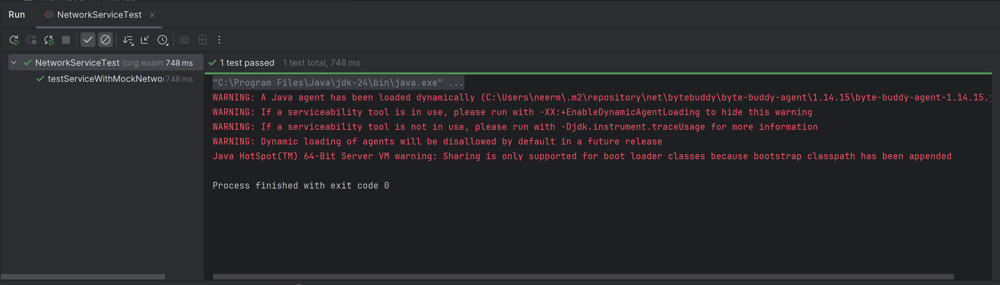 Run NetworkServiceTest
NetworkServiceTest (org.exam 748 ms
testServiceWithMockNetwor 748 ms
1 test passed 1 test total, 748 ms
"C:\Program Files\Java\jdk-24\bin\java.exe" ...
WARNING: A Java agent has been loaded dynamically (C:\Users\neerm\.m2\repository\net\bytebuddy\byte-buddy-agent\1.14.15\byte-buddy-agent-1.14.15.j
WARNING: If a serviceability tool is in use, please run with -XX:+EnableDynamicAgentLoading to hide this warning
WARNING: If a serviceability tool is not in use, please run with -Djdk.instrument.traceUsage for more information
WARNING: Dynamic loading of agents will be disallowed by default in a future release
Java HotSpot(TM) 64-Bit Server VM warning: Sharing is only supported for boot loader classes because bootstrap classpath has been appended
Process finished with exit code 0